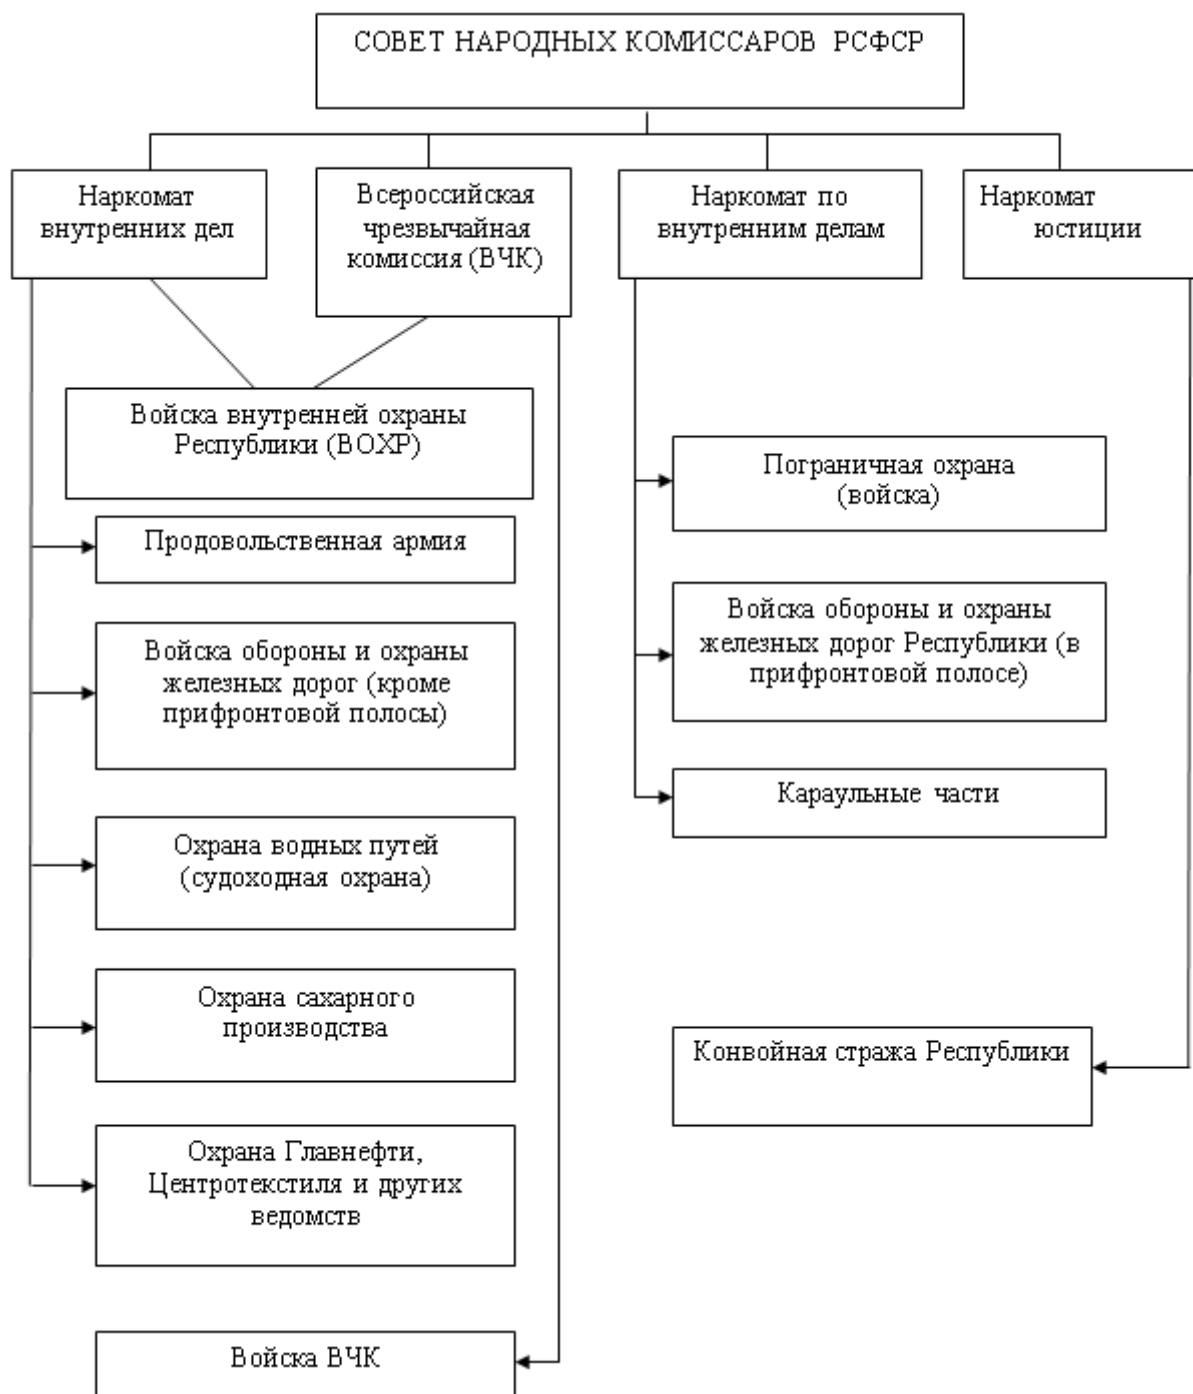 СОВЕТ НАРОДНЫХ КОМИССАРОВ РСФСР
Наркомат
внутренних дел
Всероссийская
чрезвычайная
комиссия (ВЧК)
Наркомат по
внутренним делам
Наркомат
юстиции
Войска внутренней охраны
Республики (ВОХР)
Продовольственная армия
Войска обороны и охраны
железных дорог (кроме
прифронтовой полосы)
Охрана водных путей
(судоходная охрана)
Охрана сахарного
производства
Охрана Главнефти,
Центротекстиля и других
ведомств
Войска ВЧК
Пограничная охрана
(войска)
Войска обороны и охраны
железных дорог Республики (в
прифронтовой полосе)
Караульные части
Конвойная стража Республики